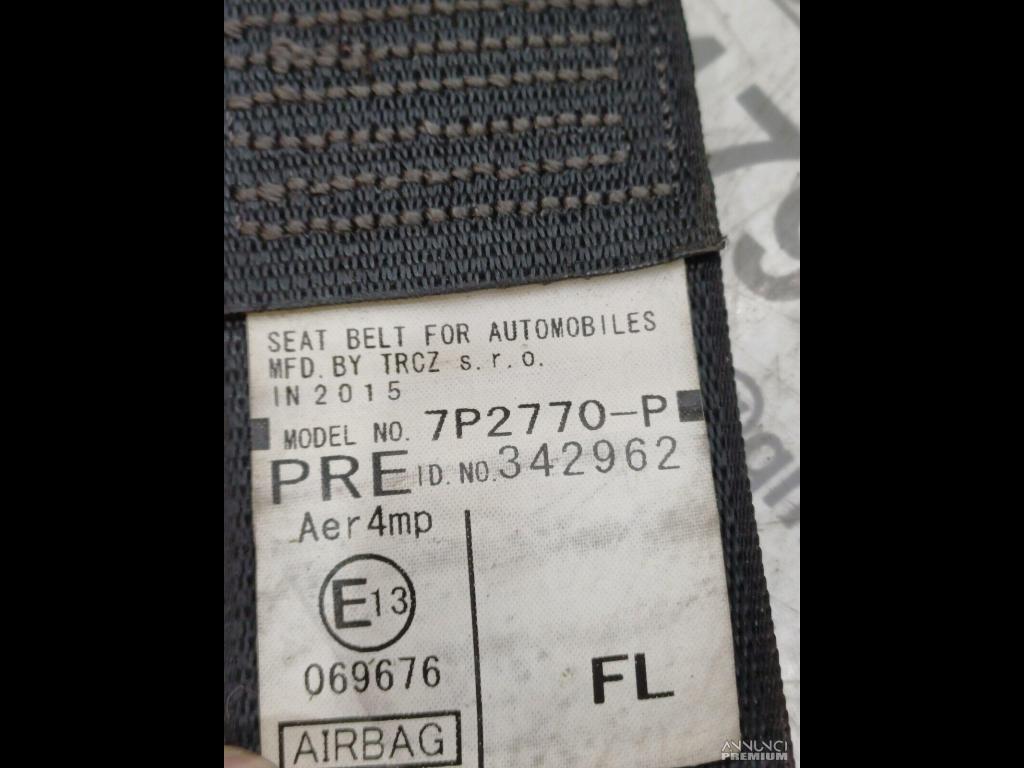 SEAT BELT FOR AUTOMOBILES
MFD. BY TRCZ s.r.o.
IN 2015
MODEL NO. 7P2770-P
PRE ID. NO. 342962
Aer4mp
E13
069676
FL
AIRBAG
ANNUNCI
PREMIUM